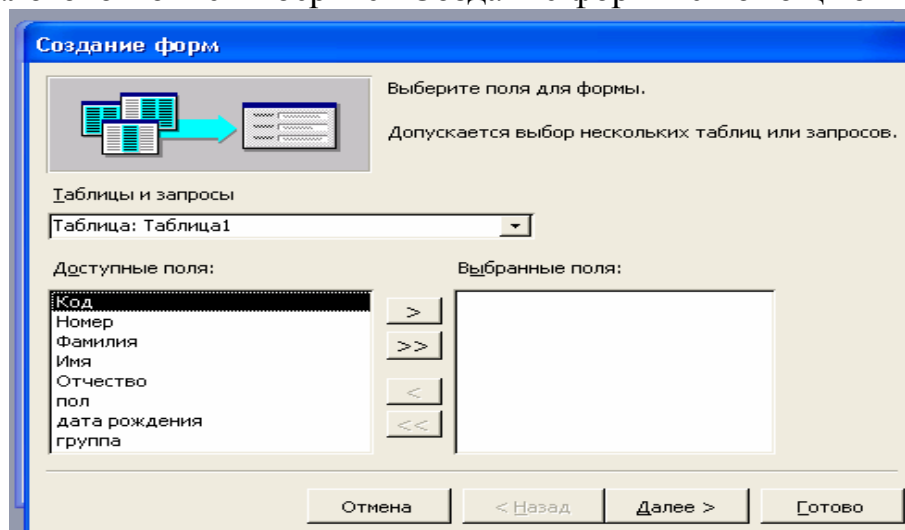 Создание форм
Выберите поля для формы.
Допускается выбор нескольких таблиц или запросов.
Таблицы и запросы
Таблица: Таблица1
Доступные поля:
Выбранные поля:
Код
Номер
Фамилия
Имя
Отчество
пол
дата рождения
группа
>
>>
<
<<
Отмена
< Назад
Далее >
Готово